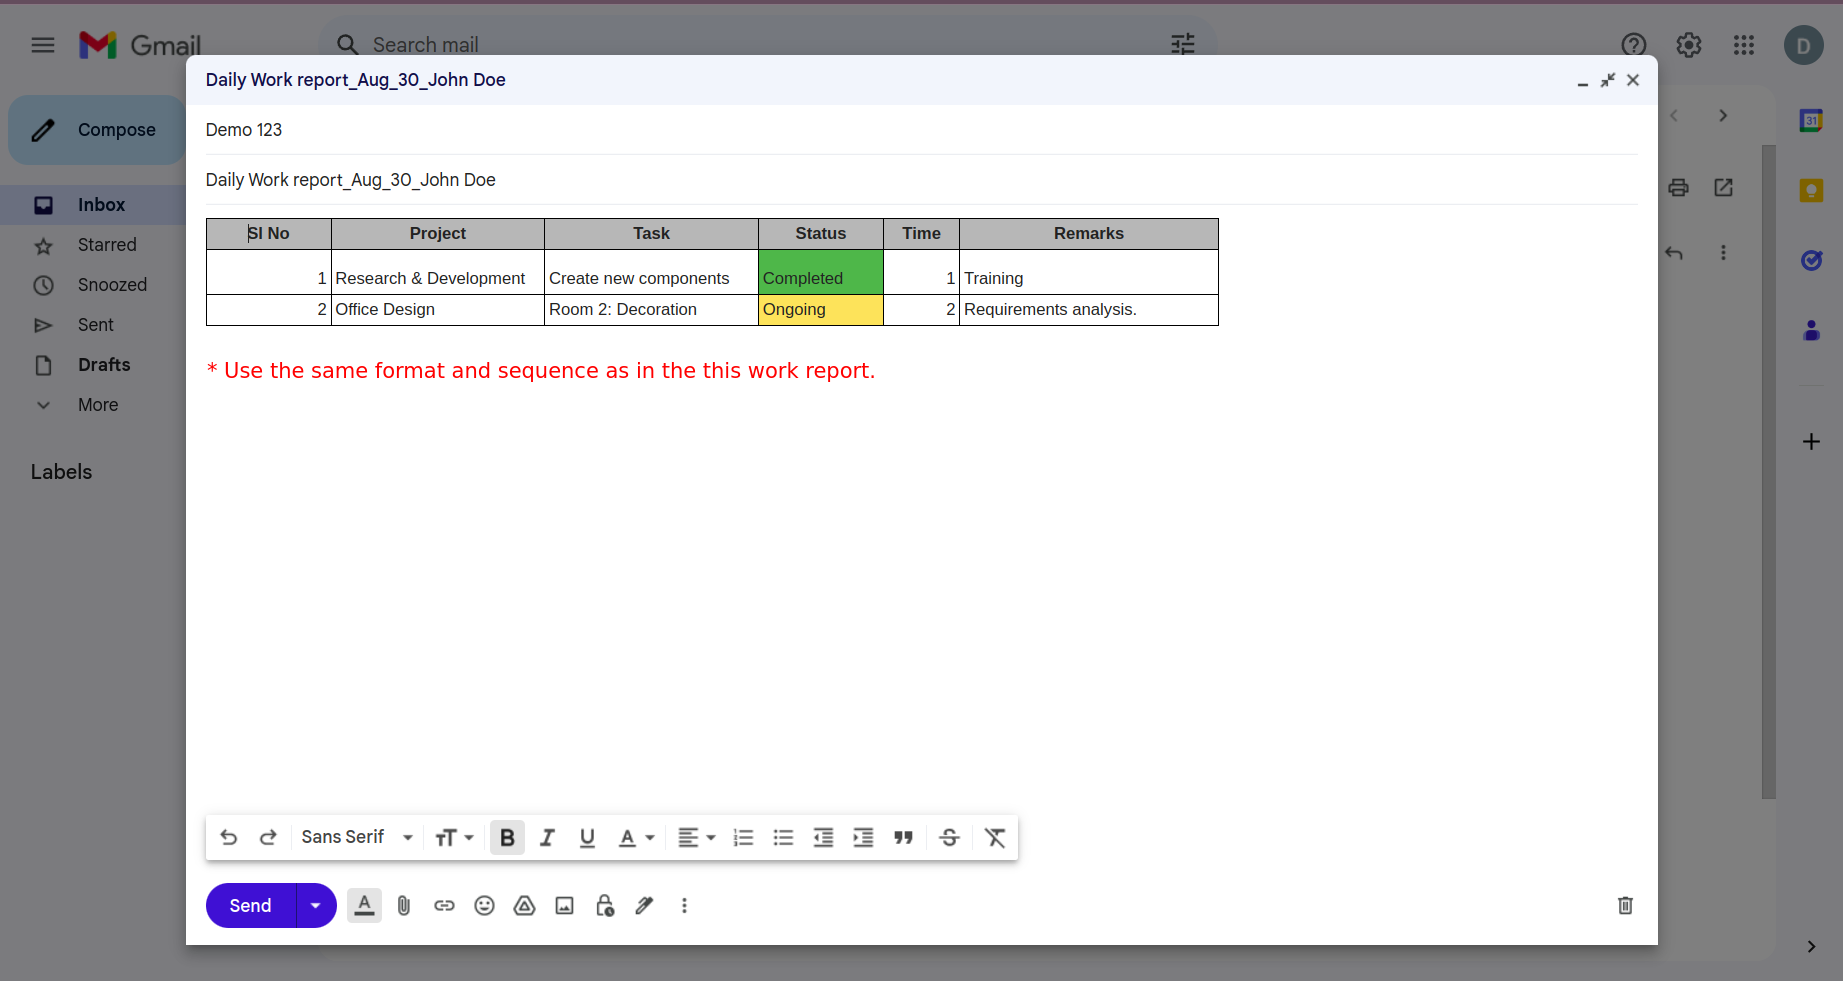 Gmail
Search mail
D
Daily Work report_Aug_30_John Doe
Compose
Demo 123
31
Daily Work report_Aug_30_John Doe
Inbox
Starred
Snoozed
Sent
Drafts
More
Labels
Sl No Project Task Status Time Remarks
1 Research & Development Create new components Completed 1 Training
2 Office Design Room 2: Decoration Ongoing 2 Requirements analysis.
* Use the same format and sequence as in the this work report.
Sans Serif
Send